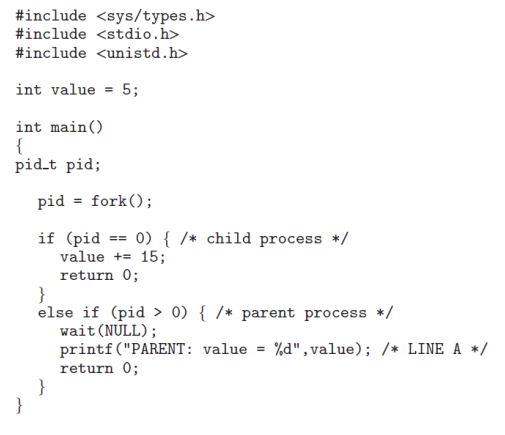 #include <sys/types.h>
#include <stdio.h>
#include <unistd.h>
int value = 5;
int main()
{
pid_t pid;
pid = fork();
if (pid == 0) { /* child process */
value += 15;
return 0;
}
else if (pid > 0) { /* parent process */
wait(NULL);
printf("PARENT: value = %d",value); /* LINE A */
return 0;
}
}